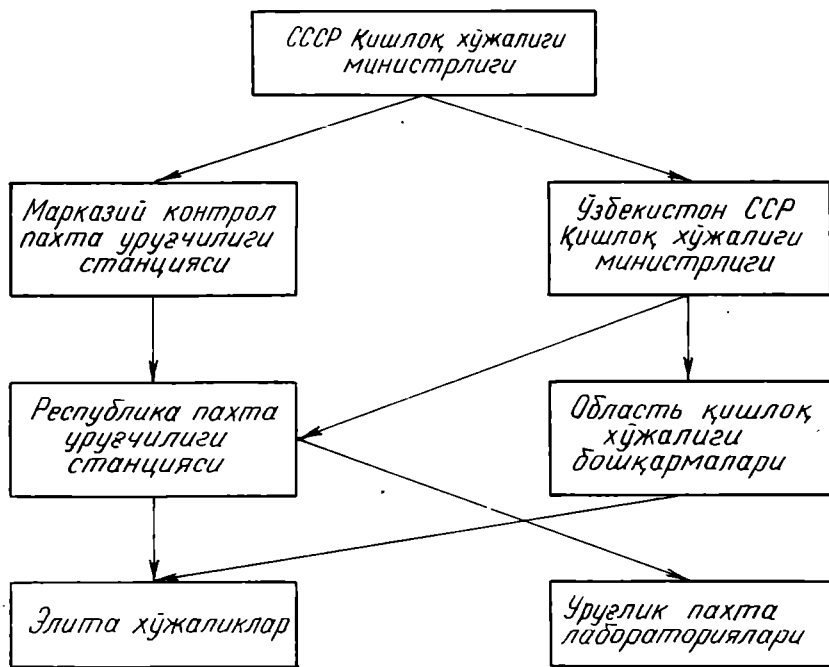 СССР Қишлоқ хўжалиги
министрлиги
Марказий контрол
пахта уруғчилиги
станцияси
Ўзбекистон ССР
Қишлоқ хўжалиги
министрлиги
Республика пахта
уруғчилиги
станцияси
Область қишлоқ
хўжалиги
бошқармалари
Элита хўжаликлар
Уруғлик пахта
лабораториялари